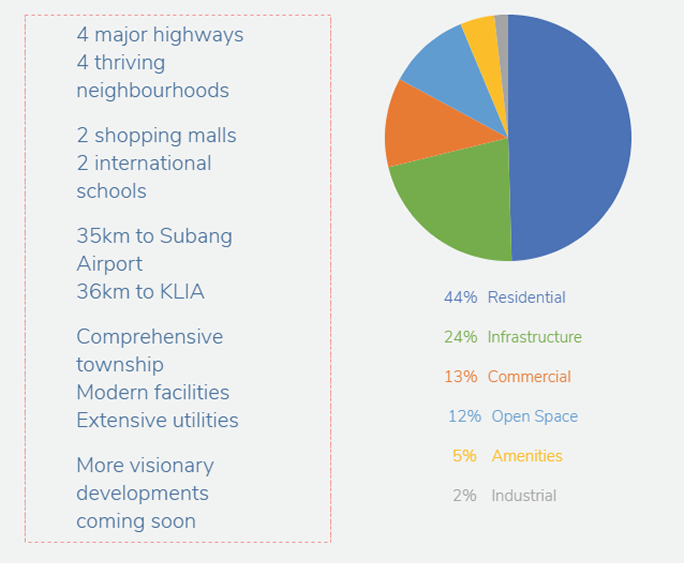 4 major highways
4 thriving
neighbourhoods
2 shopping malls
2 international
schools
35km to Subang
Airport
36km to KLIA
Comprehensive
township
Modern facilities
Extensive utilities
More visionary
developments
coming soon
44% Residential
24% Infrastructure
13% Commercial
12% Open Space
5% Amenities
2% Industrial